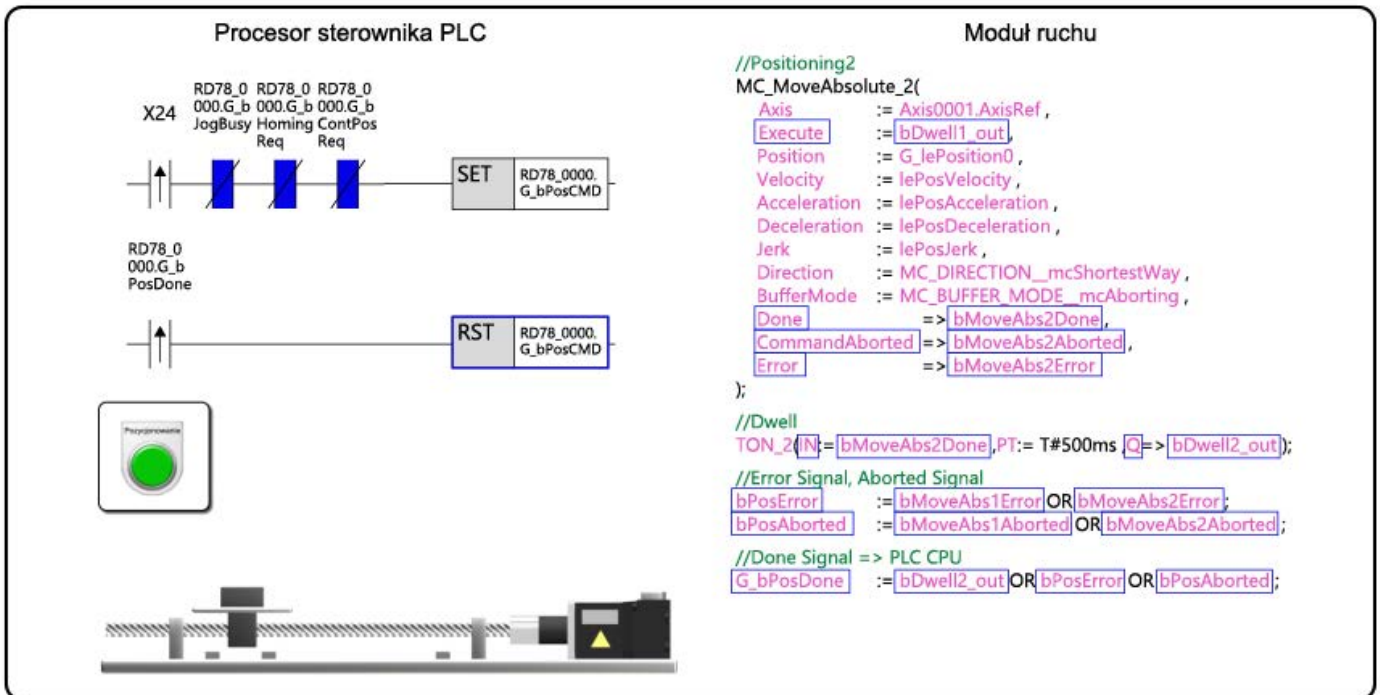 Procesor sterownika PLC
X24
RD78_0
000.G_b
JogBusy
RD78_0
000.G_b
Homing
Req
RD78_0
000.G_b
ContPos
Req
SET
RD78_0000.
G_bPosCMD
RD78_0
000.G_b
PosDone
RST
RD78_0000.
G_bPosCMD
Pozycjonowanie
Moduł ruchu
//Positioning2
MC_MoveAbsolute_2(
Axis := Axis0001.AxisRef ,
Execute := bDwell1_out ,
Position := G_lePosition0 ,
Velocity := lePosVelocity ,
Acceleration := lePosAcceleration ,
Deceleration := lePosDeceleration ,
Jerk := lePosJerk ,
Direction := MC_DIRECTION__mcShortestWay ,
BufferMode := MC_BUFFER_MODE__mcAborting ,
Done => bMoveAbs2Done ,
CommandAborted => bMoveAbs2Aborted ,
Error => bMoveAbs2Error
);
//Dwell
TON_2(IN:= bMoveAbs2Done ,PT:= T#500ms ,Q=> bDwell2_out );
//Error Signal, Aborted Signal
bPosError := bMoveAbs1Error OR bMoveAbs2Error ;
bPosAborted := bMoveAbs1Aborted OR bMoveAbs2Aborted ;
//Done Signal => PLC CPU
G_bPosDone := bDwell2_out OR bPosError OR bPosAborted ;